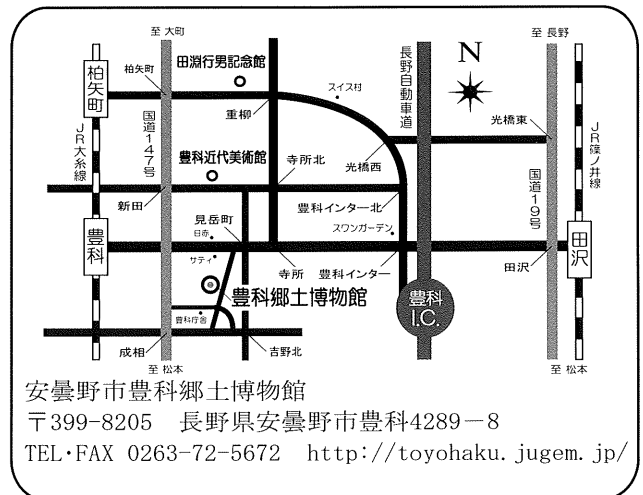 至 大町
至 長野
柏矢町
柏矢町
田淵行男記念館
スイス村
長野自動車道
N
重柳
光橋東
国道147号
JR大糸線
豊科近代美術館
寺所北
光橋西
JR篠ノ井線
国道19号
新田
見岳町
豊科インター北
日赤
スワンガーデン
豊科
サティ
寺所
豊科インター
田沢
田沢
豊科郷土博物館
豊科
I.C.
豊科庁舎
成相
吉野北
至 松本
至 松本
安曇野市豊科郷土博物館
〒399-8205　長野県安曇野市豊科4289－8
TEL･FAX 0263-72-5672　http://toyohaku.jugem.jp/